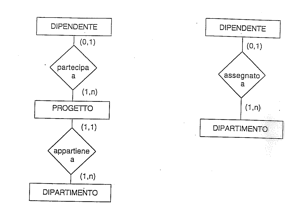 DIPENDENTE
(0,1)
partecipa
a
(1,n)
PROGETTO
(1,1)
appartiene
a
(1,n)
DIPARTIMENTO
DIPENDENTE
(0,1)
assegnato
a
(1,n)
DIPARTIMENTO